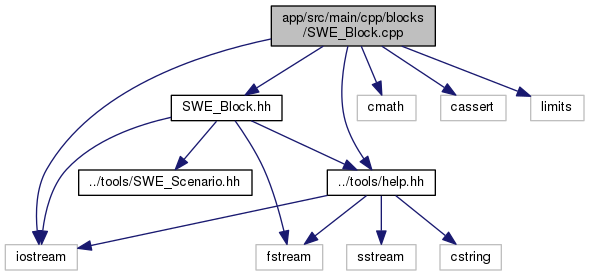 app/src/main/cpp/blocks
/SWE_Block.cpp
SWE_Block.hh
cmath
cassert
limits
../tools/SWE_Scenario.hh
../tools/help.hh
iostream
fstream
sstream
cstring